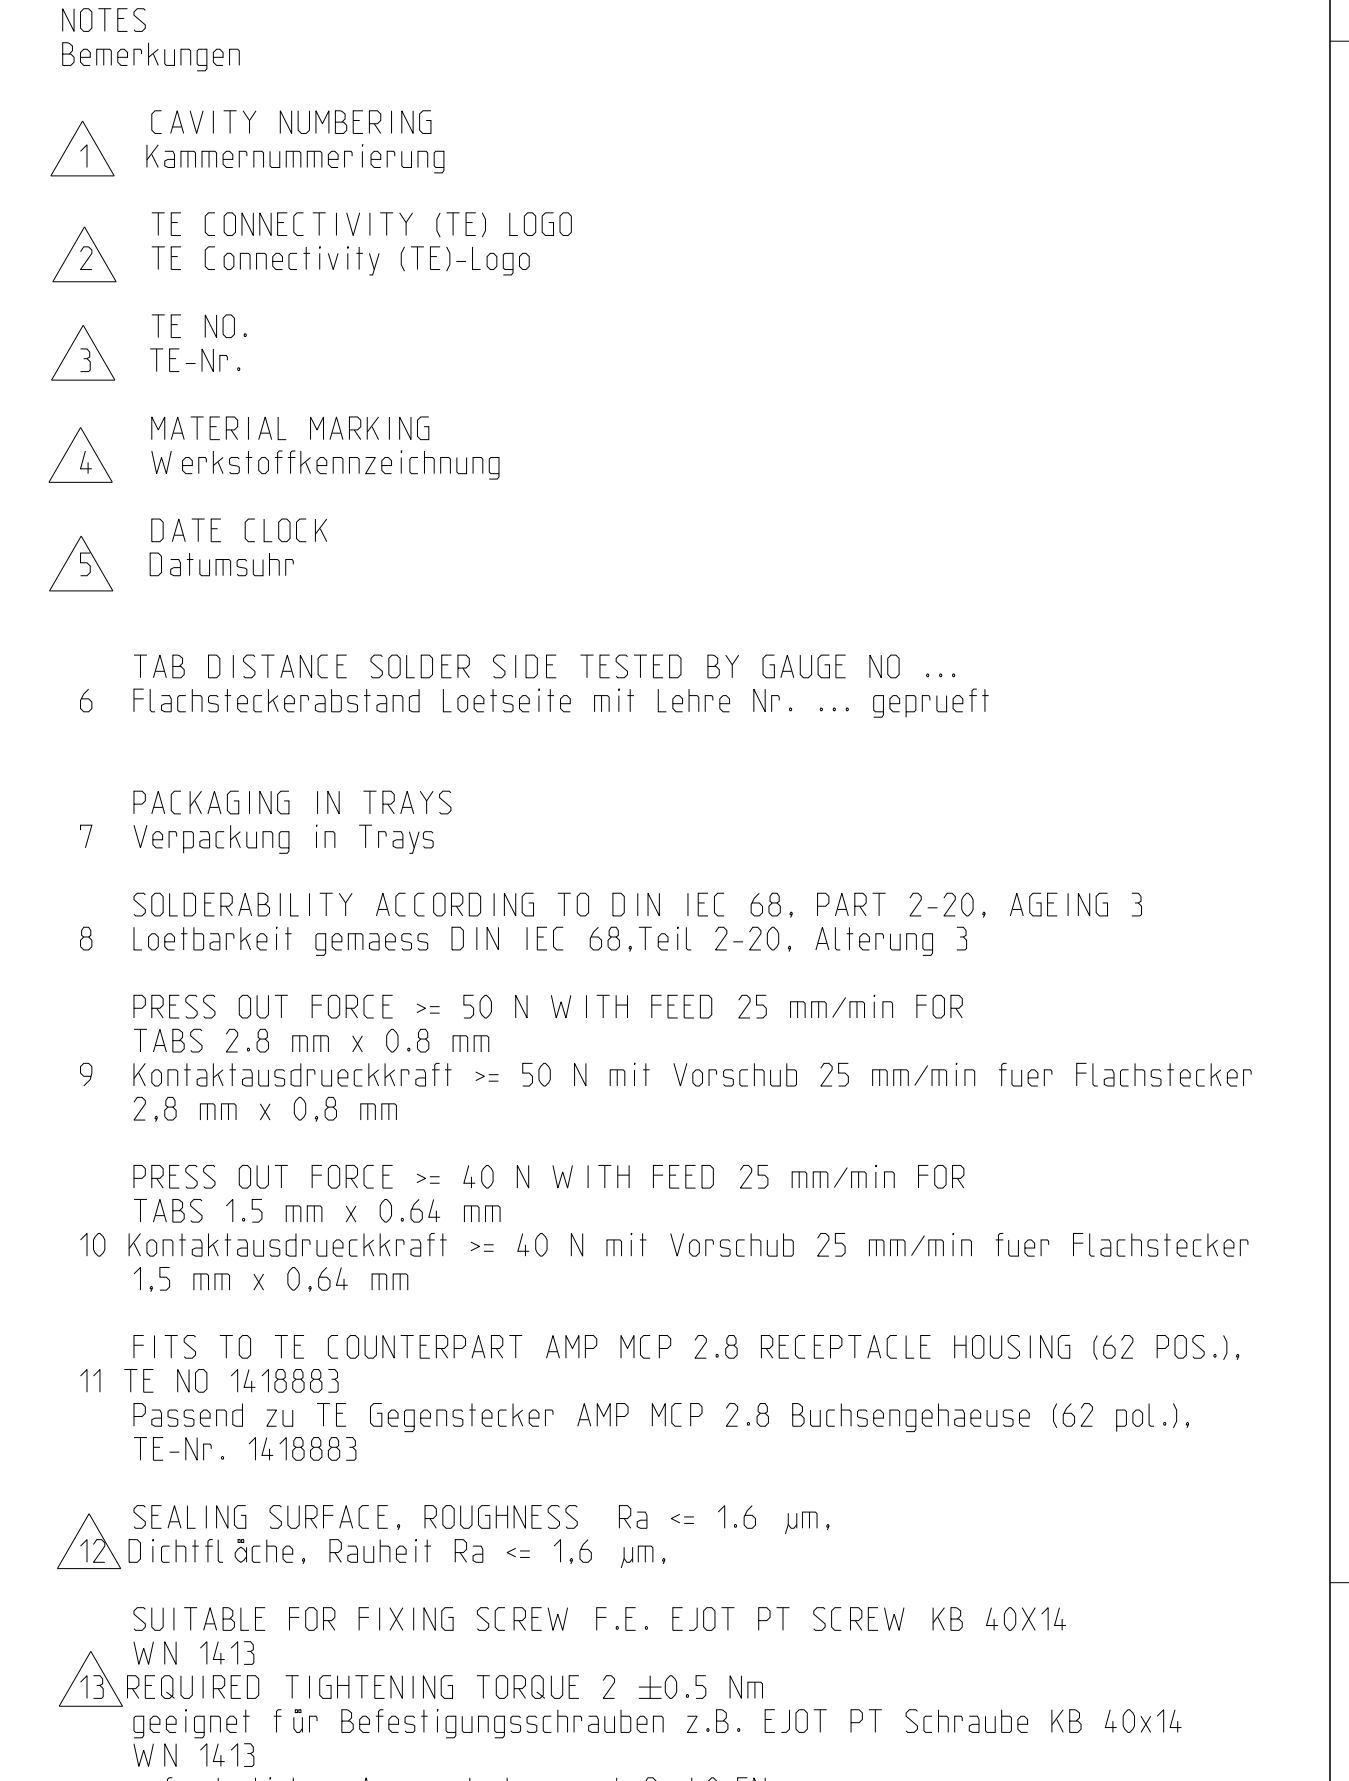 NOTES
Bemerkungen
CAVITY NUMBERING
1 Kammernummerierung
TE CONNECTIVITY (TE) LOGO
2 TE Connectivity (TE)-Logo
TE NO.
3 TE-Nr.
MATERIAL MARKING
4 Werkstoffkennzeichnung
DATE CLOCK
5 Datumsuhr
TAB DISTANCE SOLDER SIDE TESTED BY GAUGE NO ...
6 Flachsteckerabstand Loetseite mit Lehre Nr. ... geprueft
PACKAGING IN TRAYS
7 Verpackung in Trays
SOLDERABILITY ACCORDING TO DIN IEC 68, PART 2-20, AGEING 3
8 Loetbarkeit gemaess DIN IEC 68,Teil 2-20, Alterung 3
PRESS OUT FORCE >= 50 N WITH FEED 25 mm/min FOR
TABS 2.8 mm x 0.8 mm
9 Kontaktausdrueckkraft >= 50 N mit Vorschub 25 mm/min fuer Flachstecker
2,8 mm x 0,8 mm
PRESS OUT FORCE >= 40 N WITH FEED 25 mm/min FOR
TABS 1.5 mm x 0.64 mm
10 Kontaktausdrueckkraft >= 40 N mit Vorschub 25 mm/min fuer Flachstecker
1,5 mm x 0,64 mm
FITS TO TE COUNTERPART AMP MCP 2.8 RECEPTACLE HOUSING (62 POS.),
11 TE NO 1418883
Passend zu TE Gegenstecker AMP MCP 2.8 Buchsengehaeuse (62 pol.),
TE-Nr. 1418883
SEALING SURFACE, ROUGHNESS Ra <= 1.6 µm,
12 Dichtfläche, Rauheit Ra <= 1,6 µm,
SUITABLE FOR FIXING SCREW F.E. EJOT PT SCREW KB 40X14
WN 1413
13 REQUIRED TIGHTENING TORQUE 2 ±0.5 Nm
geeignet für Befestigungsschrauben z.B. EJOT PT Schraube KB 40x14
WN 1413